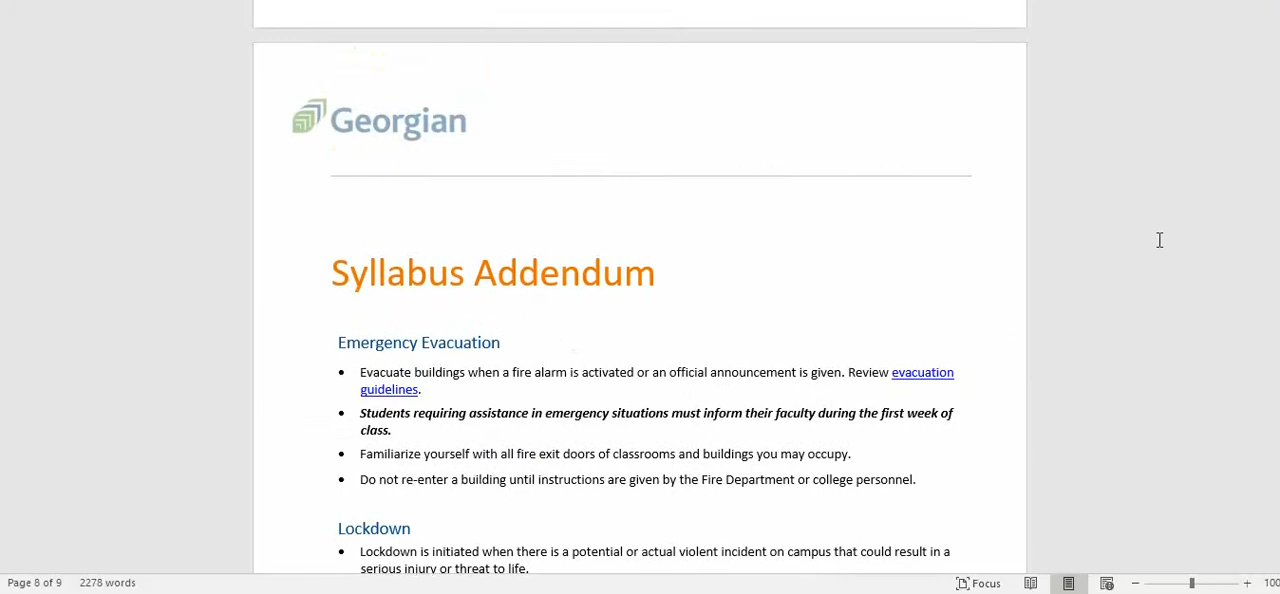 Georgian
Syllabus Addendum
Emergency Evacuation
• Evacuate buildings when a fire alarm is activated or an official announcement is given. Review evacuation
guidelines.
• Students requiring assistance in emergency situations must inform their faculty during the first week of
class.
• Familiarize yourself with all fire exit doors of classrooms and buildings you may occupy.
• Do not re-enter a building until instructions are given by the Fire Department or college personnel.
Lockdown
• Lockdown is initiated when there is a potential or actual violent incident on campus that could result in a
serious injury or threat to life.
Page 8 of 9 2278 words Focus 100